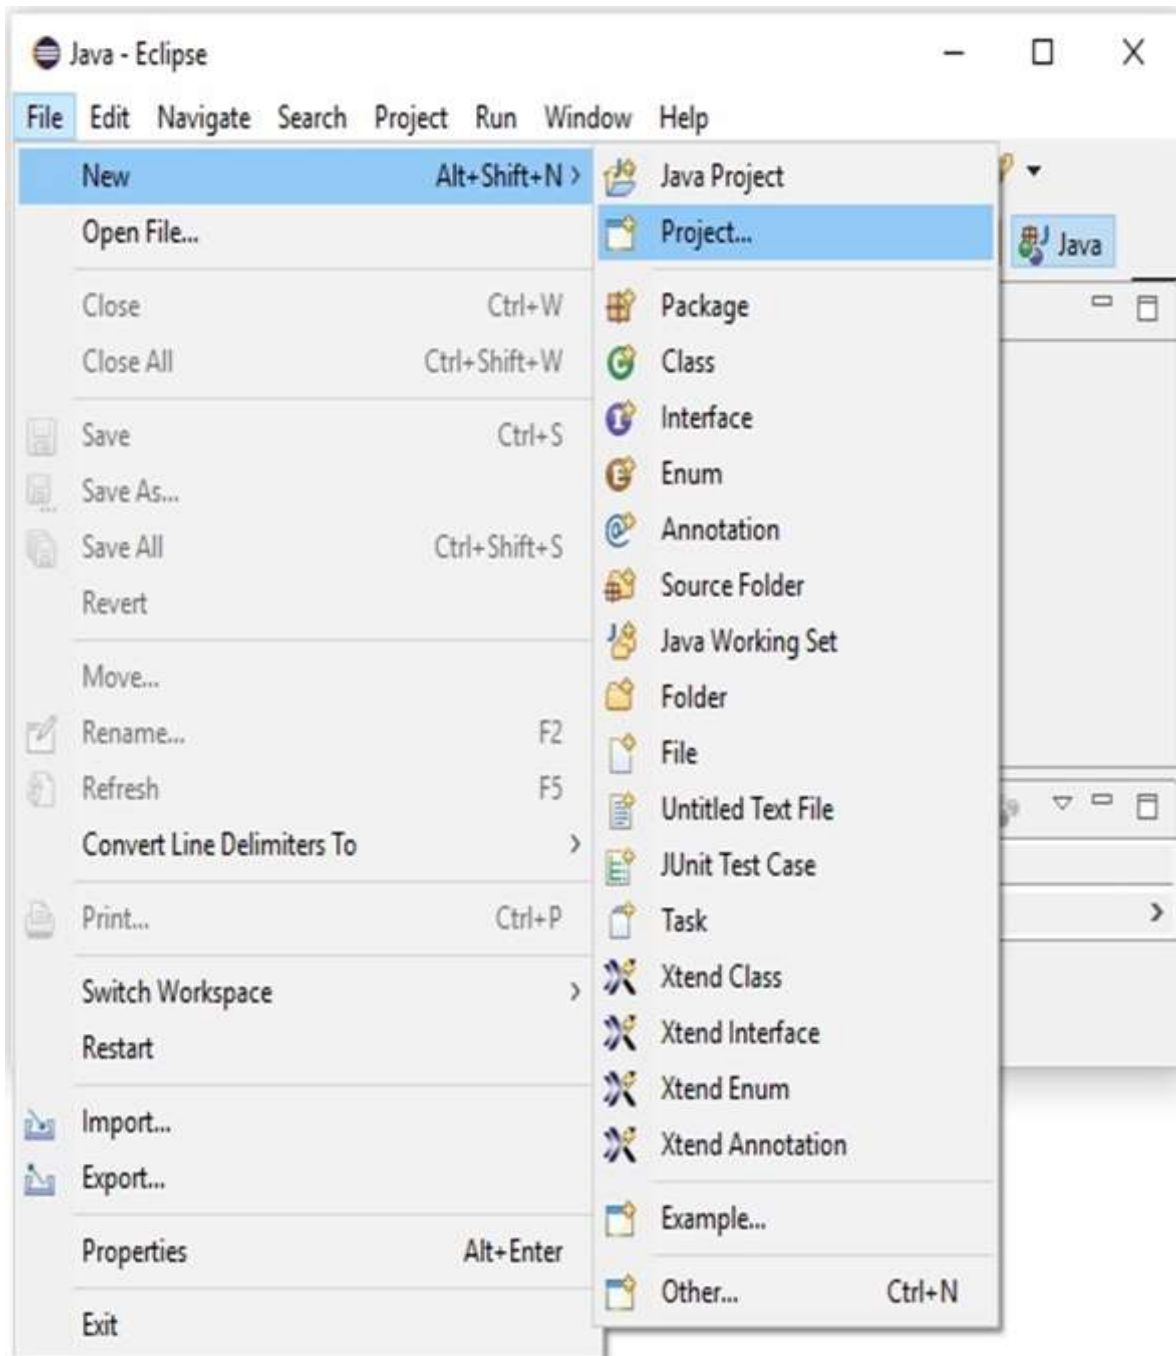 Java - Eclipse
File Edit Navigate Search Project Run Window Help
New Alt+Shift+N >
Open File...
Close Ctrl+W
Close All Ctrl+Shift+W
Save Ctrl+S
Save As...
Save All Ctrl+Shift+S
Revert
Move...
Rename... F2
Refresh F5
Convert Line Delimiters To >
Print... Ctrl+P
Switch Workspace >
Restart
Import...
Export...
Properties Alt+Enter
Exit
Java Project
Project...
Package
Class
Interface
Enum
Annotation
Source Folder
Java Working Set
Folder
File
Untitled Text File
JUnit Test Case
Task
Xtend Class
Xtend Interface
Xtend Enum
Xtend Annotation
Example...
Other... Ctrl+N
Java